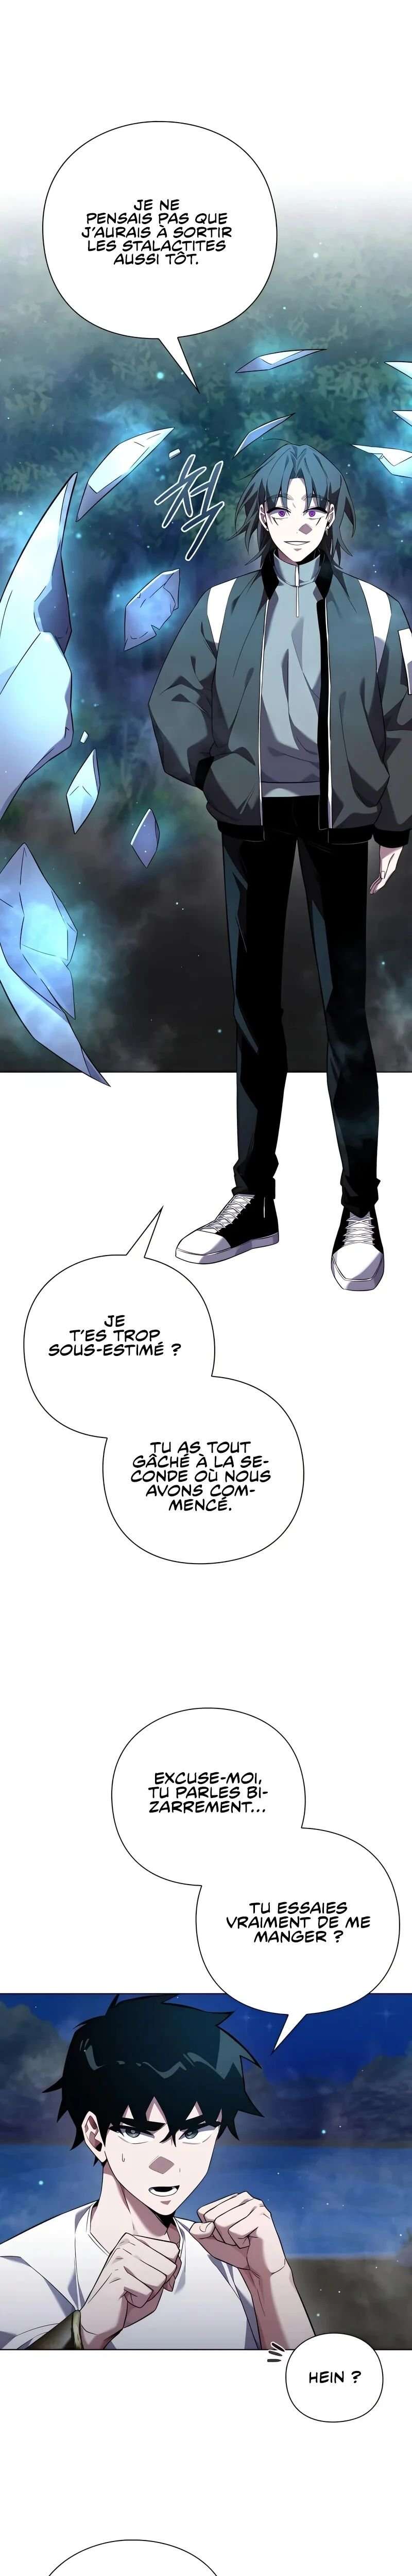 JE NE
PENSAIS PAS QUE
J'AURAIS À SORTIR
LES STALACTITES
AUSSI TÔT.
JE
T'ES TROP
SOUS-ESTIMÉ ?
TU AS TOUT
GÂCHÉ À LA SE-
CONDE OÙ NOUS
AVONS COM-
MENCÉ.
EXCUSE-MOI,
TU PARLES BI-
ZARREMENT...
TU ESSAIES
VRAIMENT DE ME
MANGER ?
HEIN ?